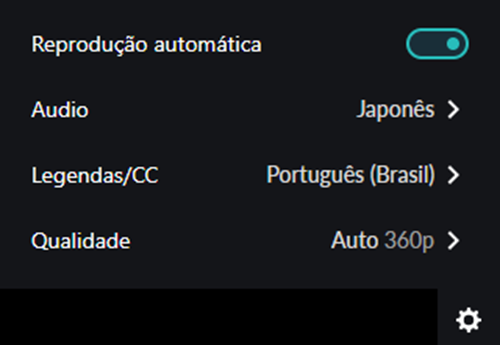 Reprodução automática
Audio Japonês
Legendas/CC Português (Brasil)
Qualidade Auto 360p